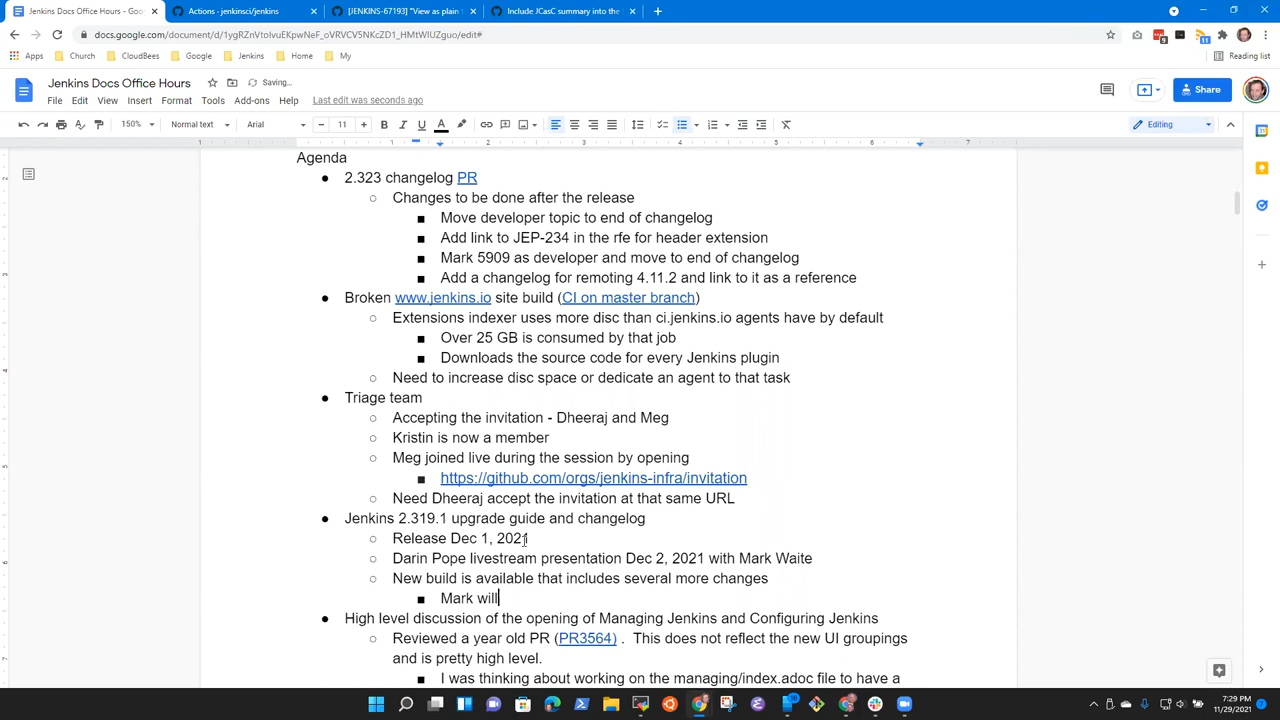 Jenkins Docs Office Hours - Goo
Actions · jenkinsci/jenkins
[JENKINS-67193] "View as plain t
Include JCasC summary into the
docs.google.com/document/d/1ygRZnVtoIvuEKpwNeF_oVRVCV5NKcZD1_HMtWIUZguo/edit#
Apps
Church
CloudBees
Google
Jenkins
Home
My
Reading list
Jenkins Docs Office Hours
Saving...
File Edit View Insert Format Tools Add-ons Help Last edit was seconds ago
Share
150% Normal text Arial 11 Editing
1 1 2 3 4 5 6 7
Agenda
2.323 changelog PR
Changes to be done after the release
Move developer topic to end of changelog
Add link to JEP-234 in the rfe for header extension
Mark 5909 as developer and move to end of changelog
Add a changelog for remoting 4.11.2 and link to it as a reference
Broken www.jenkins.io site build (CI on master branch)
Extensions indexer uses more disc than ci.jenkins.io agents have by default
Over 25 GB is consumed by that job
Downloads the source code for every Jenkins plugin
Need to increase disc space or dedicate an agent to that task
Triage team
Accepting the invitation - Dheeraj and Meg
Kristin is now a member
Meg joined live during the session by opening
https://github.com/orgs/jenkins-infra/invitation
Need Dheeraj accept the invitation at that same URL
Jenkins 2.319.1 upgrade guide and changelog
Release Dec 1, 2021
Darin Pope livestream presentation Dec 2, 2021 with Mark Waite
New build is available that includes several more changes
Mark will
High level discussion of the opening of Managing Jenkins and Configuring Jenkins
Reviewed a year old PR (PR3564) . This does not reflect the new UI groupings
and is pretty high level.
I was thinking about working on the managing/index.adoc file to have a
7:29 PM
11/29/2021